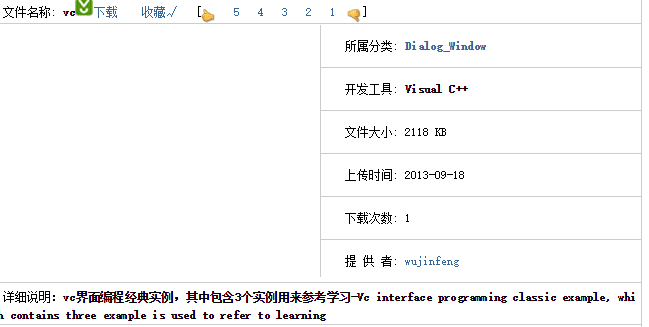 文件名称: vc下载 收藏√ [5 4 3 2 1]
所属分类: Dialog_Window
开发工具: Visual C++
文件大小: 2118 KB
上传时间: 2013-09-18
下载次数: 1
提 供 者: wujinfeng
详细说明：vc界面编程经典实例，其中包含3个实例用来参考学习-Vc interface programming classic example, whi
n contains three example is used to refer to learning